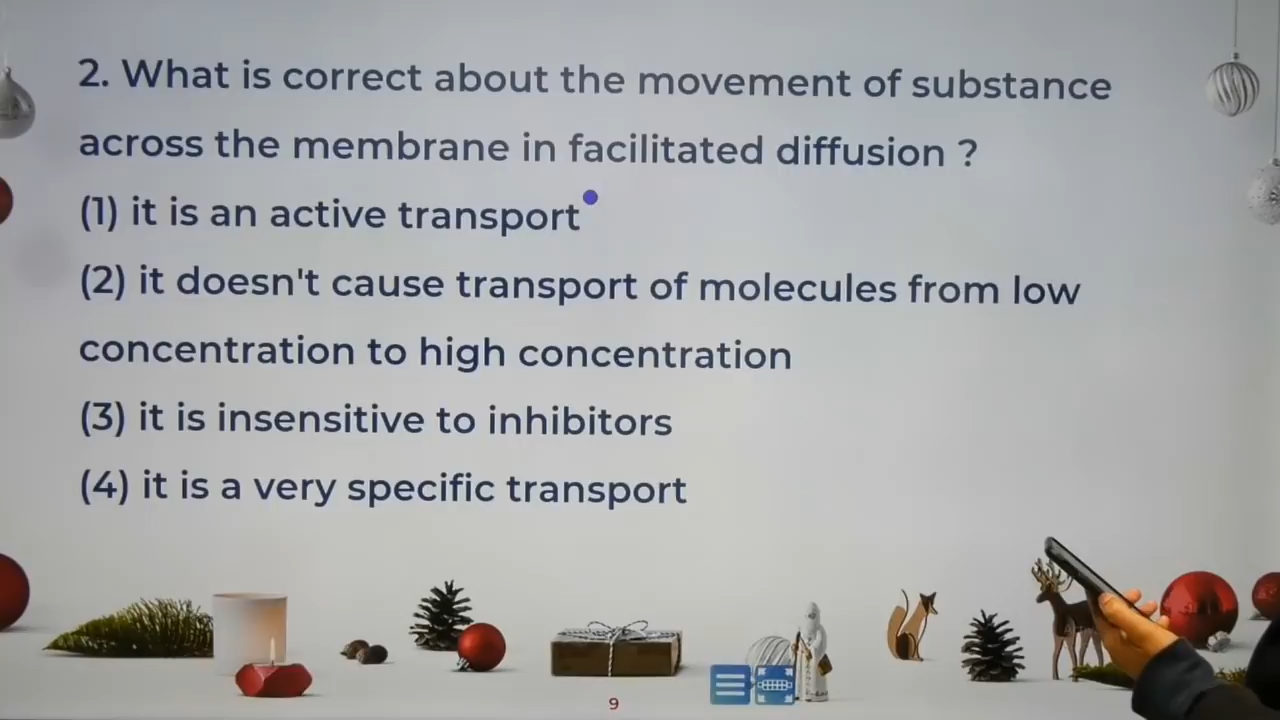 2. What is correct about the movement of substance
across the membrane in facilitated diffusion ?
(1) it is an active transport
(2) it doesn't cause transport of molecules from low
concentration to high concentration
(3) it is insensitive to inhibitors
(4) it is a very specific transport
9